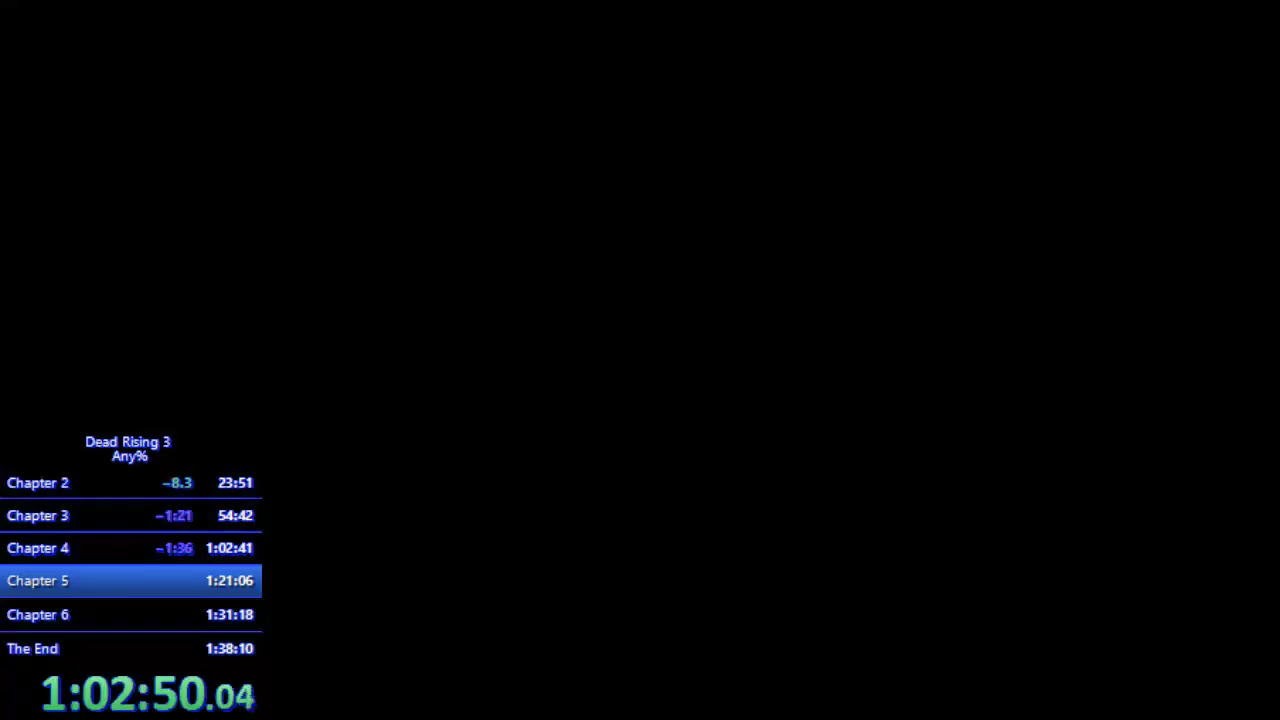 Dead Rising 3
Any%
Chapter 2 -8.3 23:51
Chapter 3 -1:21 54:42
Chapter 4 -1:36 1:02:41
Chapter 5 1:21:06
Chapter 6 1:31:18
The End 1:38:10
1:02:50.04